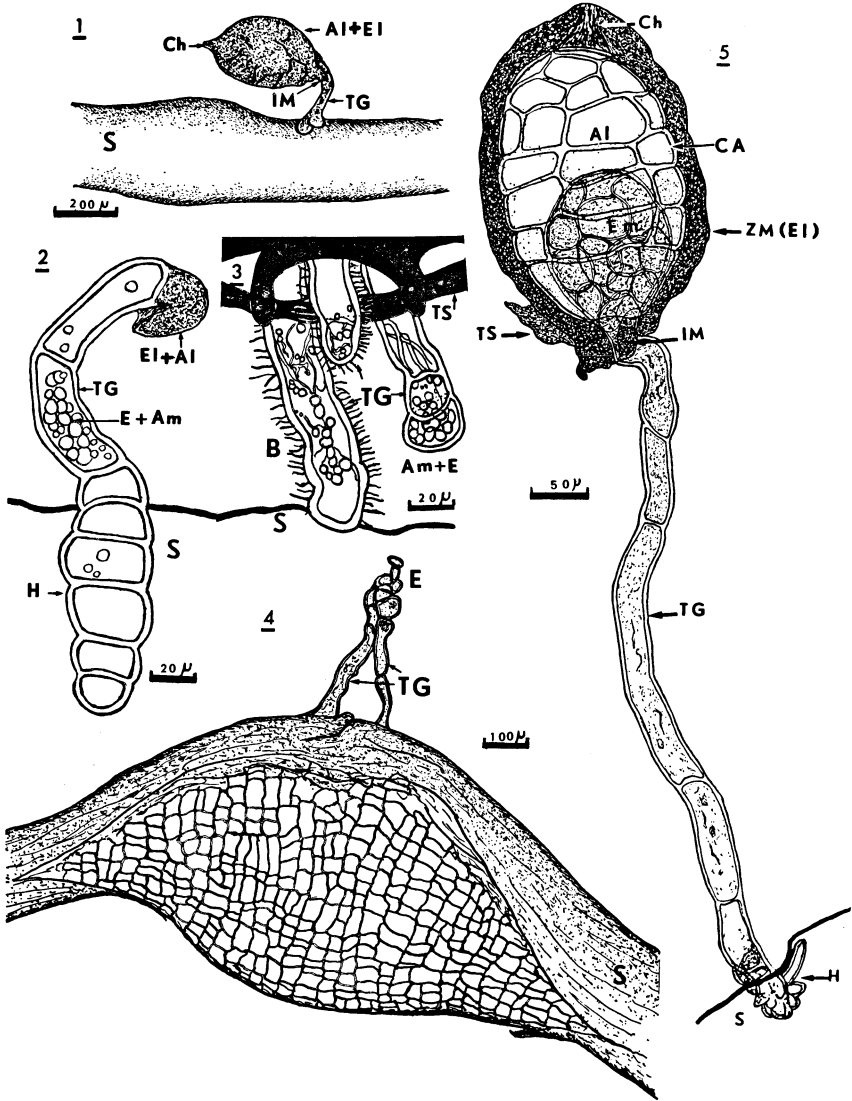 1
Ch
Al+El
IM
TG
S
200 µ
2
El+Al
TG
E+Am
S
H
20 µ
3
TS
TG
B
Am+E
S
20 µ
4
E
TG
S
100 µ
5
Ch
Al
CA
Em
ZM(El)
TS
IM
50 µ
TG
H
S